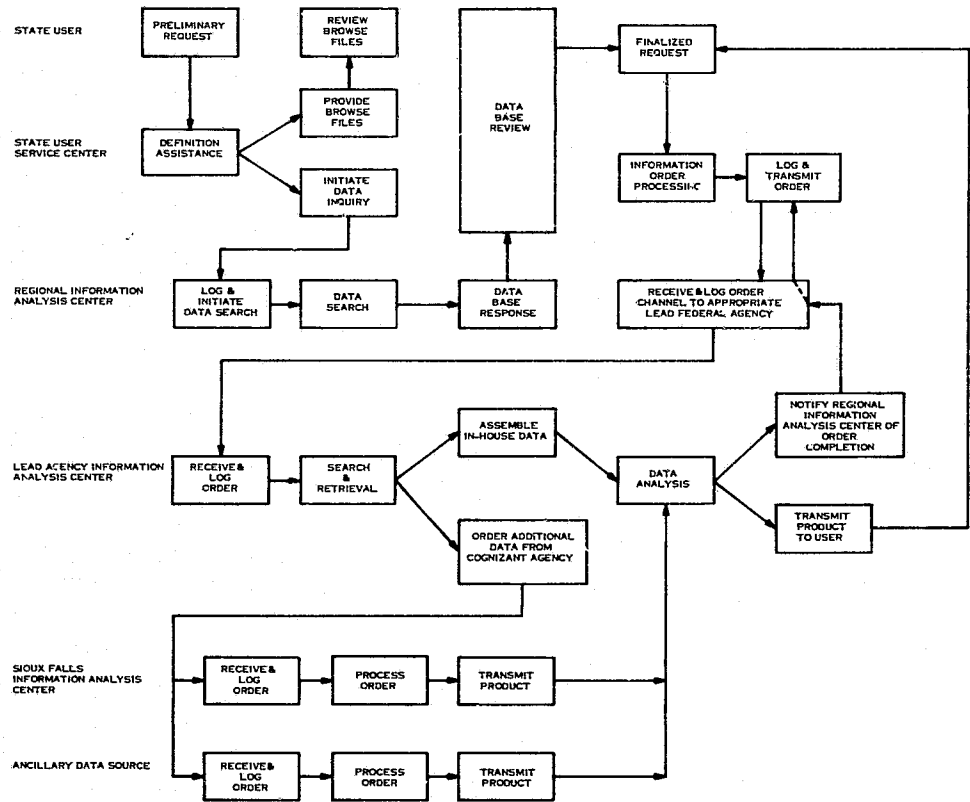 STATE USER
PRELIMINARY
REQUEST
REVIEW
BROWSE
FILES
FINALIZED
REQUEST
STATE USER
SERVICE CENTER
DEFINITION
ASSISTANCE
PROVIDE
BROWSE
FILES
INITIATE
DATA
INQUIRY
DATA
BASE
REVIEW
INFORMATION
ORDER
PROCESSING
LOG &
TRANSMIT
ORDER
REGIONAL INFORMATION
ANALYSIS CENTER
LOG &
INITIATE
DATA SEARCH
DATA
SEARCH
DATA
BASE
RESPONSE
RECEIVE & LOG ORDER
CHANNEL TO APPROPRIATE
LEAD FEDERAL AGENCY
LEAD AGENCY INFORMATION
ANALYSIS CENTER
RECEIVE &
LOG
ORDER
SEARCH
&
RETRIEVAL
ASSEMBLE
IN-HOUSE DATA
ORDER ADDITIONAL
DATA FROM
COGNIZANT AGENCY
DATA
ANALYSIS
NOTIFY REGIONAL
INFORMATION
ANALYSIS CENTER OF
ORDER
COMPLETION
TRANSMIT
PRODUCT
TO USER
SIOUX FALLS
INFORMATION ANALYSIS
CENTER
RECEIVE &
LOG
ORDER
PROCESS
ORDER
TRANSMIT
PRODUCT
ANCILLARY DATA SOURCE
RECEIVE &
LOG
ORDER
PROCESS
ORDER
TRANSMIT
PRODUCT